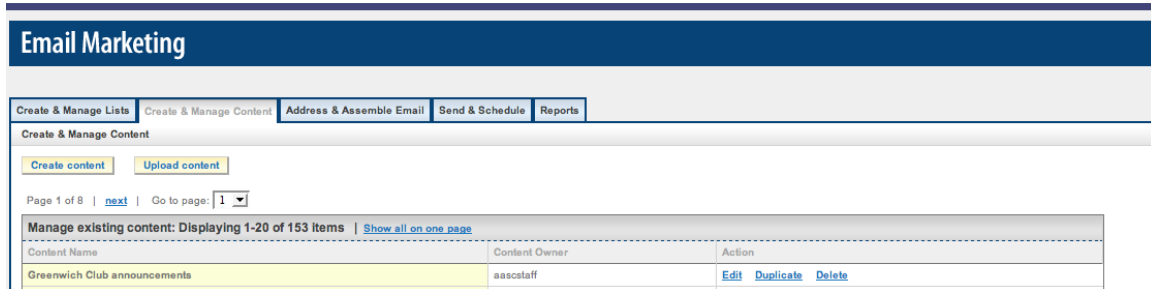 Email Marketing
Create & Manage Lists Create & Manage Content Address & Assemble Email Send & Schedule Reports
Create & Manage Content
Create content Upload content
Page 1 of 8 | next | Go to page: 1
Manage existing content: Displaying 1-20 of 153 items | Show all on one page
Content Name Content Owner Action
Greenwich Club announcements aascstaff Edit Duplicate Delete